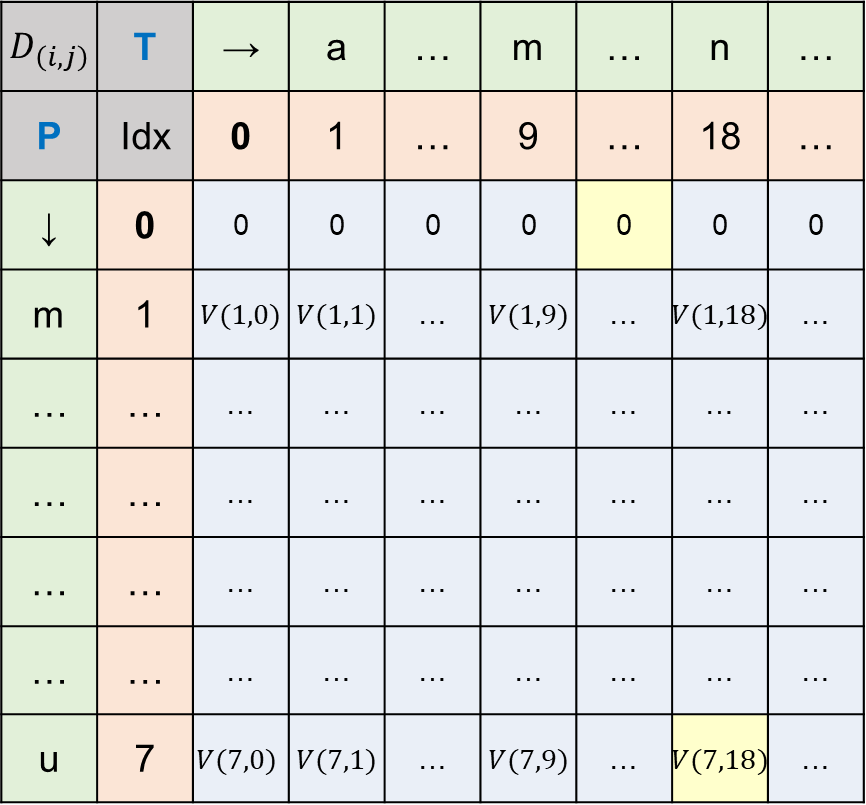 D(i,j) T → a … m … n …
P Idx 0 1 … 9 … 18 …
↓ 0 0 0 0 0 0 0 0
m 1 V(1,0) V(1,1) … V(1,9) … V(1,18) …
… … … … … … … … …
… … … … … … … … …
… … … … … … … … …
… … … … … … … … …
u 7 V(7,0) V(7,1) … V(7,9) … V(7,18) …